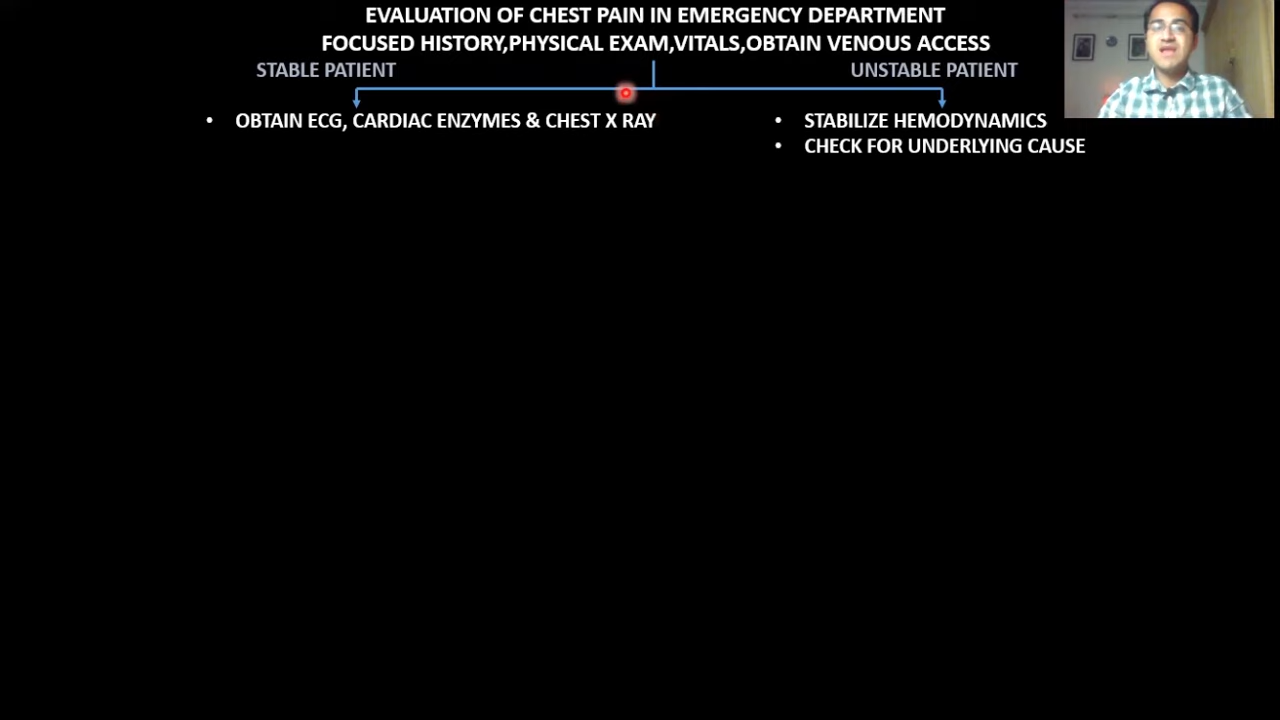 EVALUATION OF CHEST PAIN IN EMERGENCY DEPARTMENT
FOCUSED HISTORY,PHYSICAL EXAM,VITALS,OBTAIN VENOUS ACCESS
STABLE PATIENT
UNSTABLE PATIENT
• OBTAIN ECG, CARDIAC ENZYMES & CHEST X RAY
• STABILIZE HEMODYNAMICS
• CHECK FOR UNDERLYING CAUSE